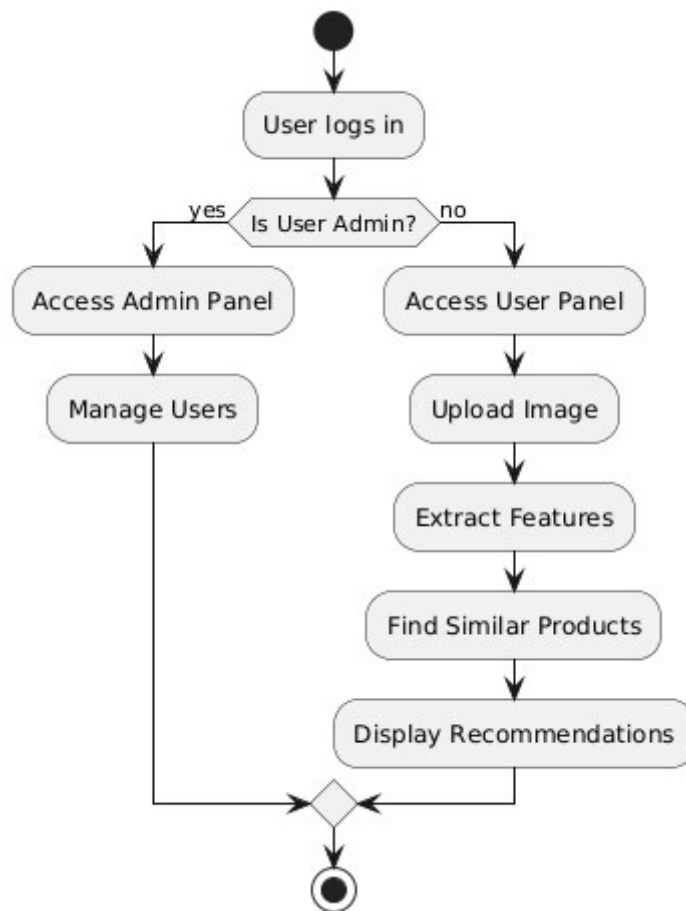 User logs in
yes
Is User Admin?
no
Access Admin Panel
Access User Panel
Manage Users
Upload Image
Extract Features
Find Similar Products
Display Recommendations